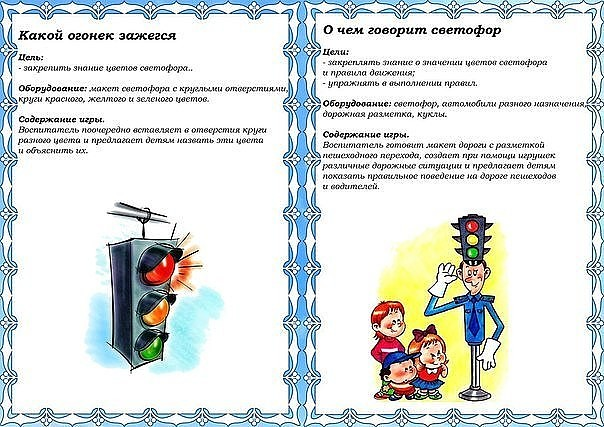 Какой огонек зажегся
Цель:
- закрепить знание цветов светофора..
Оборудование: макет светофора с круглыми отверстиями,
круги красного, желтого и зеленого цветов.
Содержание игры.
Воспитатель поочередно вставляет в отверстия круги
разного цвета и предлагает детям назвать эти цвета
и объяснить их.
О чем говорит светофор
Цели:
- закреплять знание о значении цветов светофора
и правила движения;
- упражнять в выполнении правил.
Оборудование: светофор, автомобили разного назначения,
дорожная разметка, куклы.
Содержание игры.
Воспитатель готовит макет дороги с разметкой
пешеходного перехода, создает при помощи игрушек
различные дорожные ситуации и предлагает детям
показать правильное поведение на дороге пешеходов
и водителей.